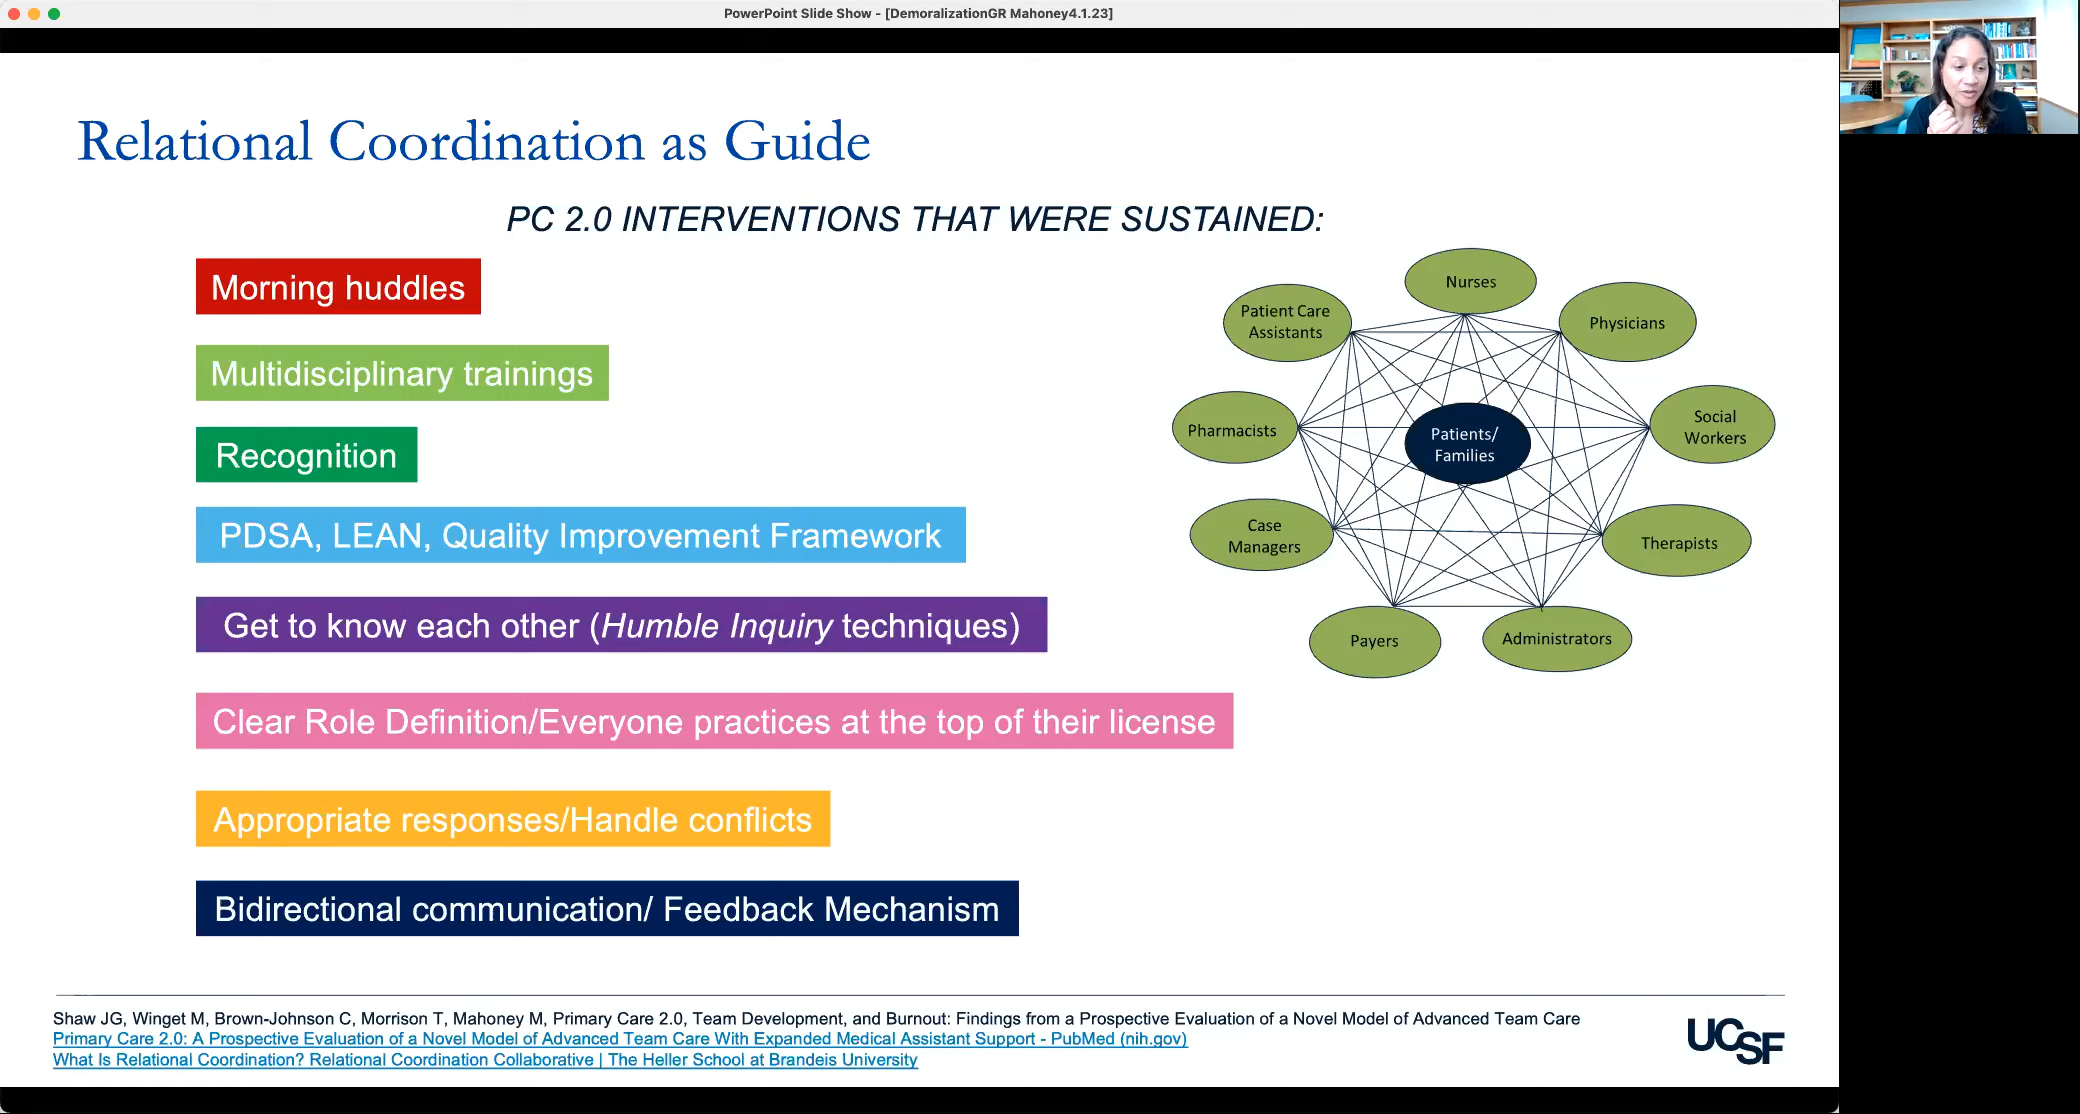 PowerPoint Slide Show - [DemoralizationGR Mahoney4.1.23]
Relational Coordination as Guide
PC 2.0 INTERVENTIONS THAT WERE SUSTAINED:
Morning huddles
Multidisciplinary trainings
Recognition
PDSA, LEAN, Quality Improvement Framework
Get to know each other (Humble Inquiry techniques)
Clear Role Definition/Everyone practices at the top of their license
Appropriate responses/Handle conflicts
Bidirectional communication/ Feedback Mechanism
Nurses
Patient Care
Assistants
Physicians
Pharmacists
Patients/
Families
Social
Workers
Case
Managers
Therapists
Payers
Administrators
Shaw JG, Winget M, Brown-Johnson C, Morrison T, Mahoney M, Primary Care 2.0, Team Development, and Burnout: Findings from a Prospective Evaluation of a Novel Model of Advanced Team Care
Primary Care 2.0: A Prospective Evaluation of a Novel Model of Advanced Team Care With Expanded Medical Assistant Support - PubMed (nih.gov)
What Is Relational Coordination? Relational Coordination Collaborative | The Heller School at Brandeis University
UCSF